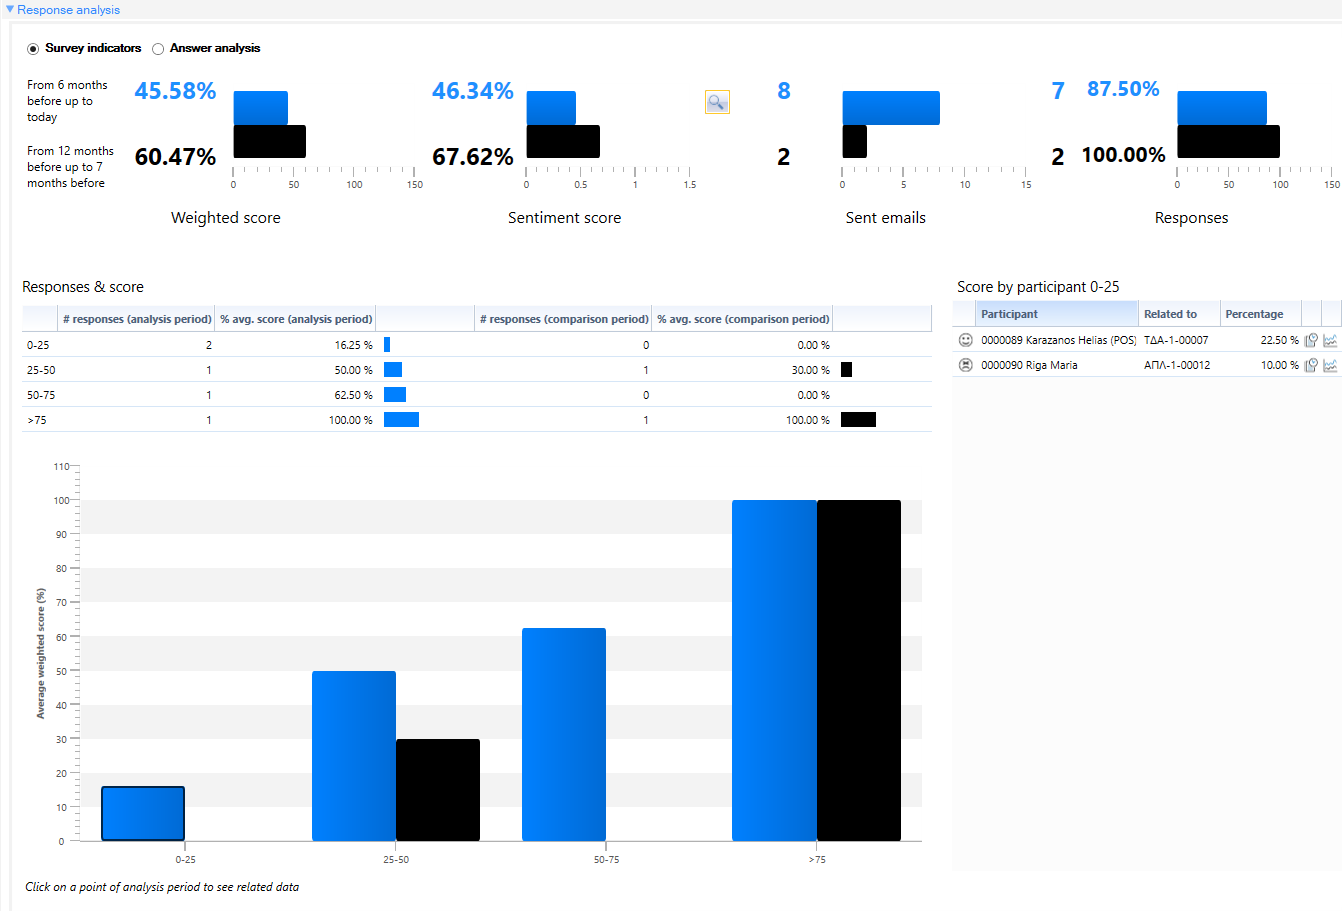 Response analysis
Survey indicators Answer analysis
From 6 months
before up to
today
45.58%
46.34%
8
7 87.50%
From 12 months
before up to 7
months before
60.47%
67.62%
2
2 100.00%
0 50 100 150
0 0.5 1 1.5
0 5 10 15
0 50 100 150
Weighted score
Sentiment score
Sent emails
Responses
Responses & score
# responses (analysis period) % avg. score (analysis period) # responses (comparison period) % avg. score (comparison period)
0-25 2 16.25 % 0 0.00 %
25-50 1 50.00 % 1 30.00 %
50-75 1 62.50 % 0 0.00 %
>75 1 100.00 % 1 100.00 %
Score by participant 0-25
Participant Related to Percentage
0000089 Karazanos Helias (POS) ΤΔΑ-1-00007 22.50 %
0000090 Riga Maria ΑΠΛ-1-00012 10.00 %
Average weighted score (%)
110
100
90
80
70
60
50
40
30
20
10
0
0-25 25-50 50-75 >75
Click on a point of analysis period to see related data